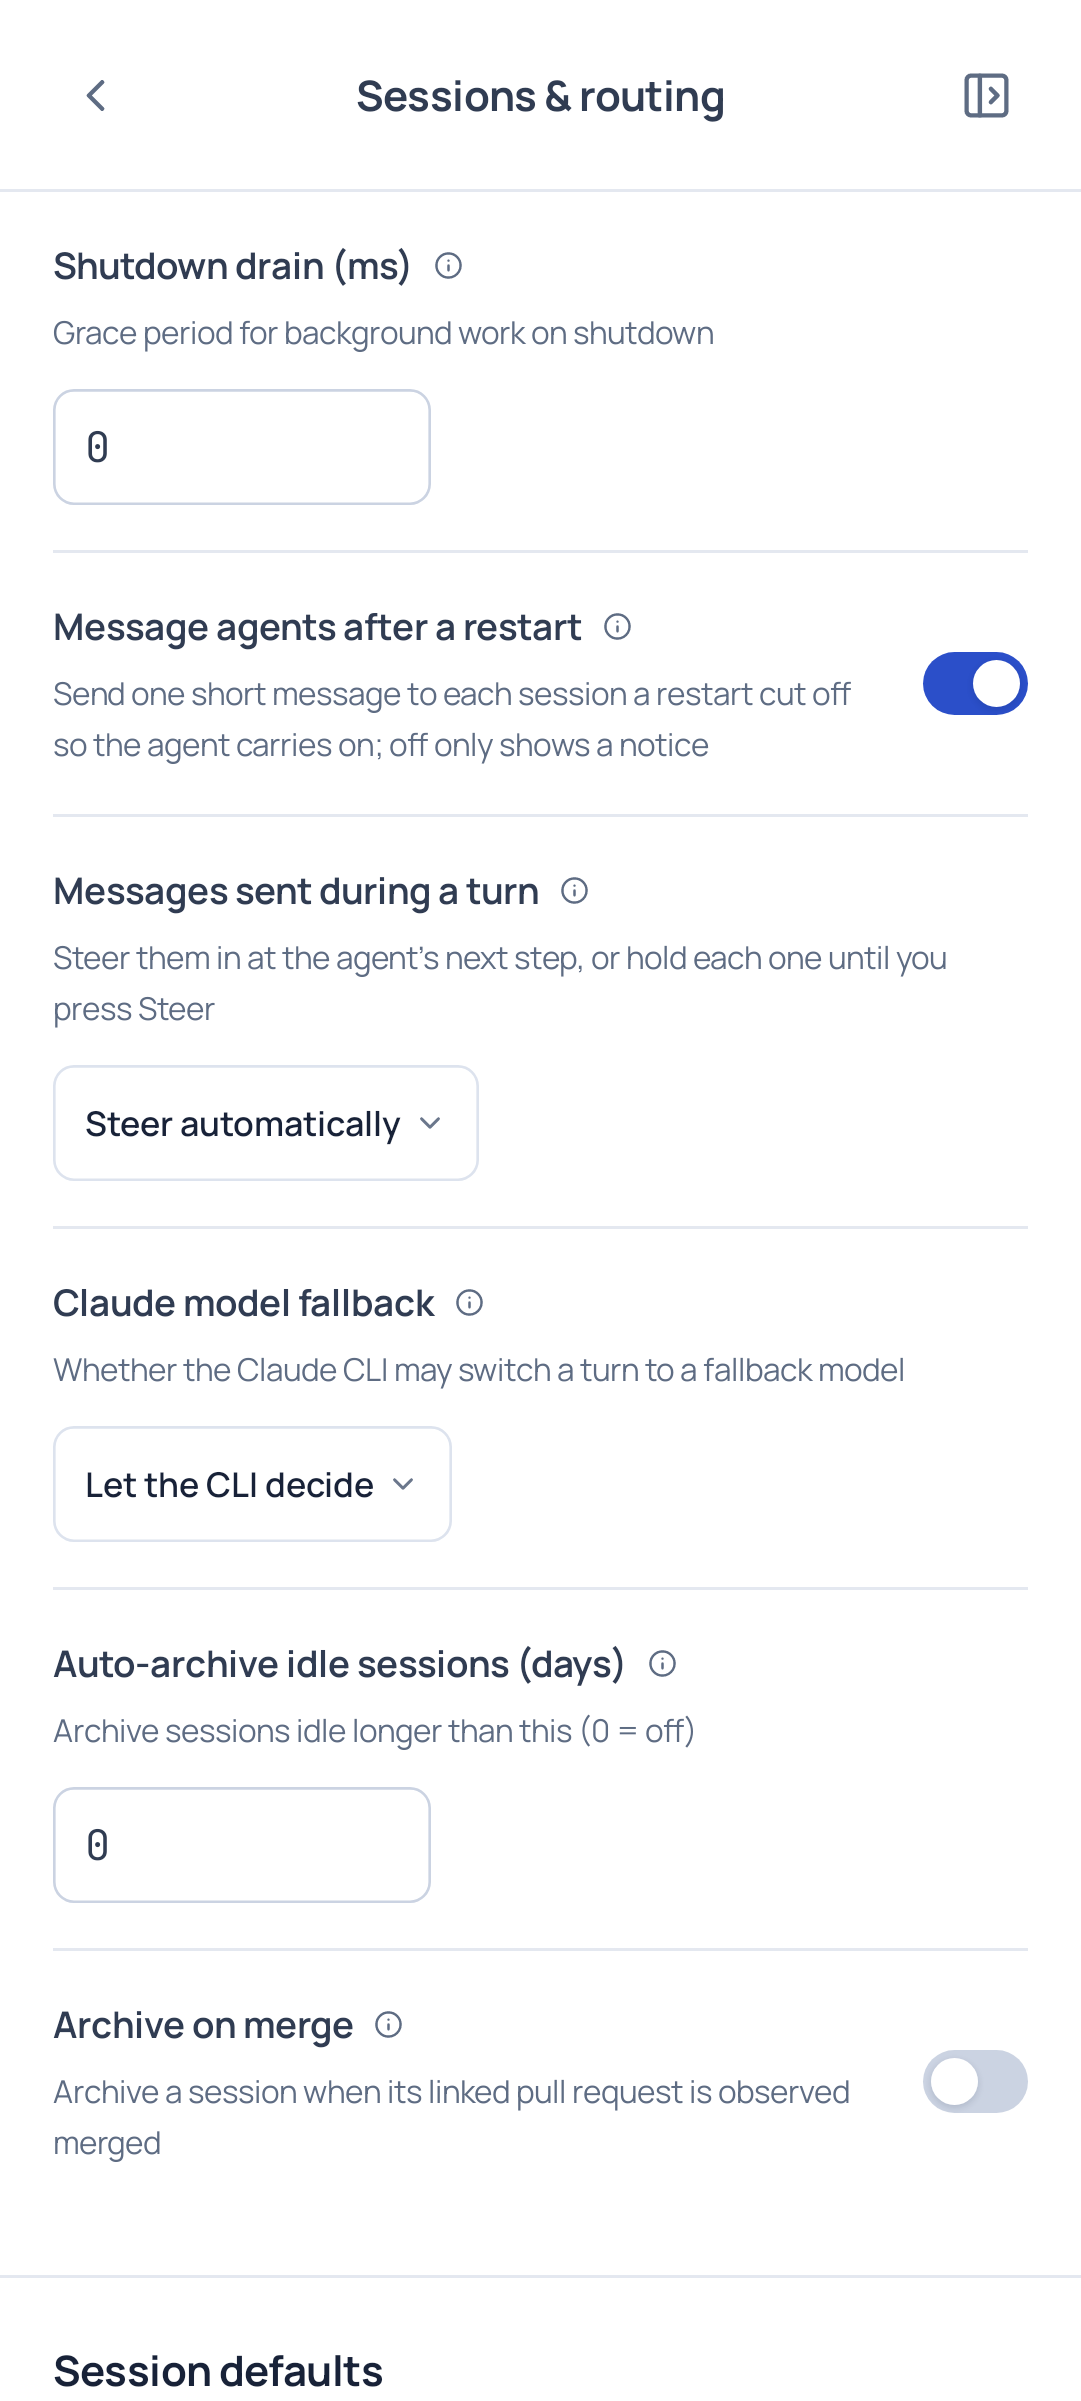 Sessions & routing
Shutdown drain (ms)
Grace period for background work on shutdown
0
Message agents after a restart
Send one short message to each session a restart cut off
so the agent carries on; off only shows a notice
Messages sent during a turn
Steer them in at the agent’s next step, or hold each one until you
press Steer
Steer automatically
Claude model fallback
Whether the Claude CLI may switch a turn to a fallback model
Let the CLI decide
Auto-archive idle sessions (days)
Archive sessions idle longer than this (0 = off)
0
Archive on merge
Archive a session when its linked pull request is observed
merged
Session defaults